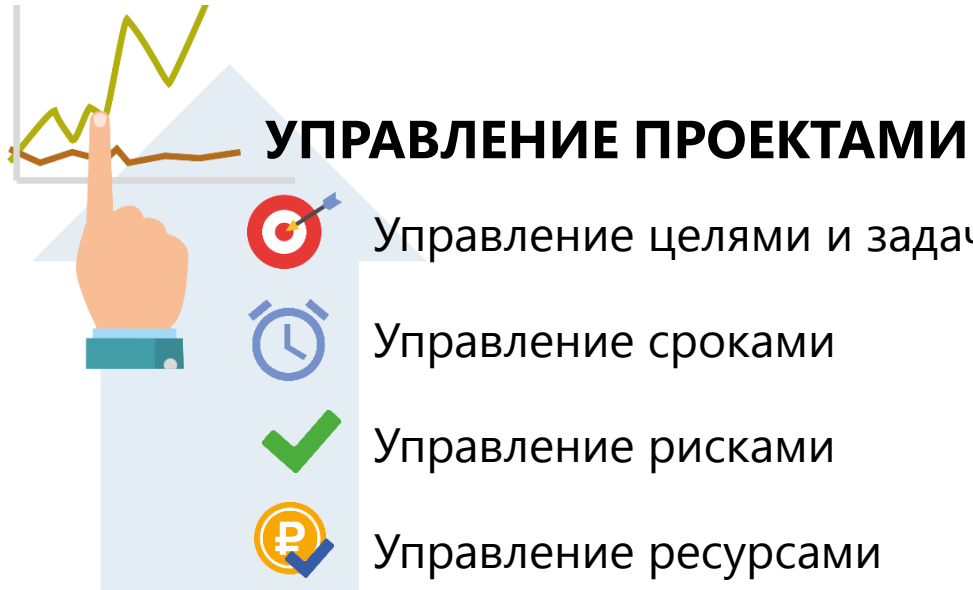 УПРАВЛЕНИЕ ПРОЕКТАМИ
Управление целями и задач
Управление сроками
Управление рисками
Управление ресурсами